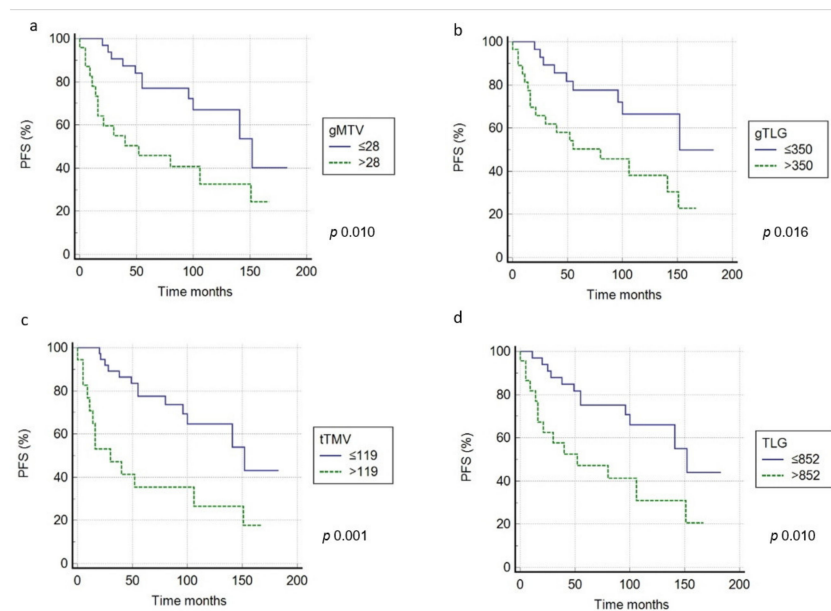 a
100
80
60
40
20
0
PFS (%)
0 50 100 150 200
Time months
gMTV
≤28
>28
p 0.010
b
100
80
60
40
20
0
PFS (%)
0 50 100 150 200
Time months
gTLG
≤350
>350
p 0.016
c
100
80
60
40
20
0
PFS (%)
0 50 100 150 200
Time months
tTMV
≤119
>119
p 0.001
d
100
80
60
40
20
0
PFS (%)
0 50 100 150 200
Time months
TLG
≤852
>852
p 0.010